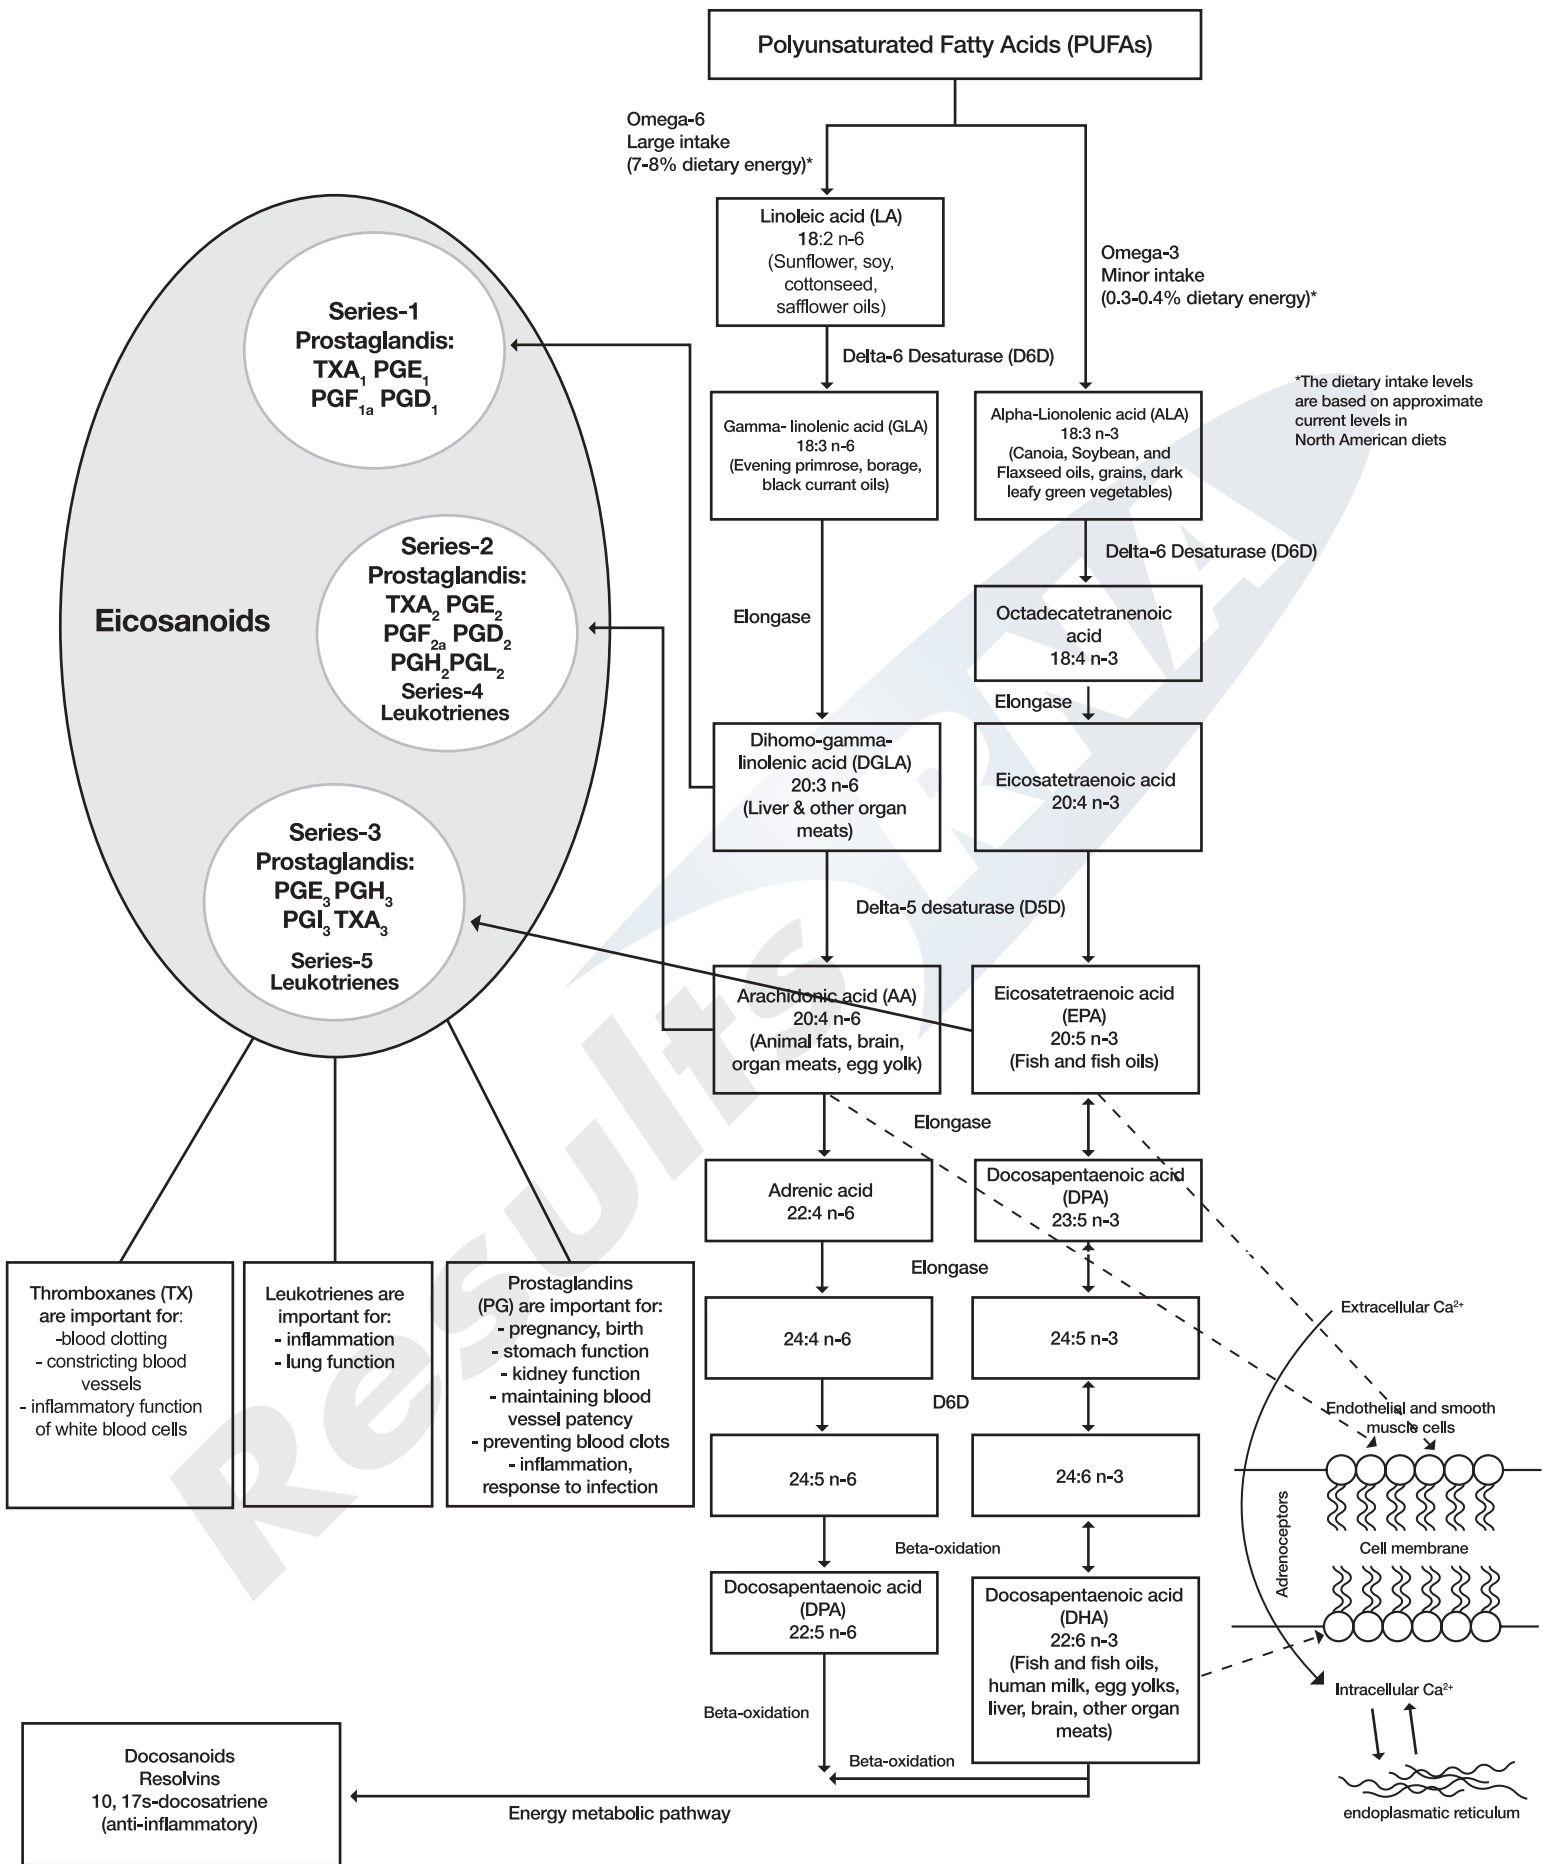 Polyunsaturated Fatty Acids (PUFAs)
Omega-6
Large intake
(7-8% dietary energy)*
Linoleic acid (LA)
18:2 n-6
(Sunflower, soy,
cottonseed,
safflower oils)
Omega-3
Minor intake
(0.3-0.4% dietary energy)*
Delta-6 Desaturase (D6D)
*The dietary intake levels
are based on approximate
current levels in
North American diets
Gamma- linolenic acid (GLA)
18:3 n-6
(Evening primrose, borage,
black currant oils)
Alpha-Lionolenic acid (ALA)
18:3 n-3
(Canoia, Soybean, and
Flaxseed oils, grains, dark
leafy green vegetables)
Delta-6 Desaturase (D6D)
Elongase
Octadecatetranenoic
acid
18:4 n-3
Elongase
Dihomo-gamma-
linolenic acid (DGLA)
20:3 n-6
(Liver & other organ
meats)
Eicosatetraenoic acid
20:4 n-3
Delta-5 desaturase (D5D)
Arachidonic acid (AA)
20:4 n-6
(Animal fats, brain,
organ meats, egg yolk)
Eicosatetraenoic acid
(EPA)
20:5 n-3
(Fish and fish oils)
Elongase
Adrenic acid
22:4 n-6
Docosapentaenoic acid
(DPA)
23:5 n-3
Elongase
24:4 n-6
24:5 n-3
D6D
24:5 n-6
24:6 n-3
Beta-oxidation
Docosapentaenoic acid
(DPA)
22:5 n-6
Docosapentaenoic acid
(DHA)
22:6 n-3
(Fish and fish oils,
human milk, egg yolks,
liver, brain, other organ
meats)
Beta-oxidation
Beta-oxidation
Energy metabolic pathway
Docosanoids
Resolvins
10, 17s-docosatriene
(anti-inflammatory)
Eicosanoids
Series-1
Prostaglandis:
TXA1 PGE1
PGF1a PGD1
Series-2
Prostaglandis:
TXA2 PGE2
PGF2a PGD2
PGH2 PGL2
Series-4
Leukotrienes
Series-3
Prostaglandis:
PGE3 PGH3
PGI3 TXA3
Series-5
Leukotrienes
Thromboxanes (TX)
are important for:
-blood clotting
- constricting blood
vessels
- inflammatory function
of white blood cells
Leukotrienes are
important for:
- inflammation
- lung function
Prostaglandins
(PG) are important for:
- pregnancy, birth
- stomach function
- kidney function
- maintaining blood
vessel patency
- preventing blood clots
- inflammation,
response to infection
Extracellular Ca2+
Endothelial and smooth
muscle cells
Adrenoceptors
Cell membrane
Intracellular Ca2+
endoplasmatic reticulum
Results RNA